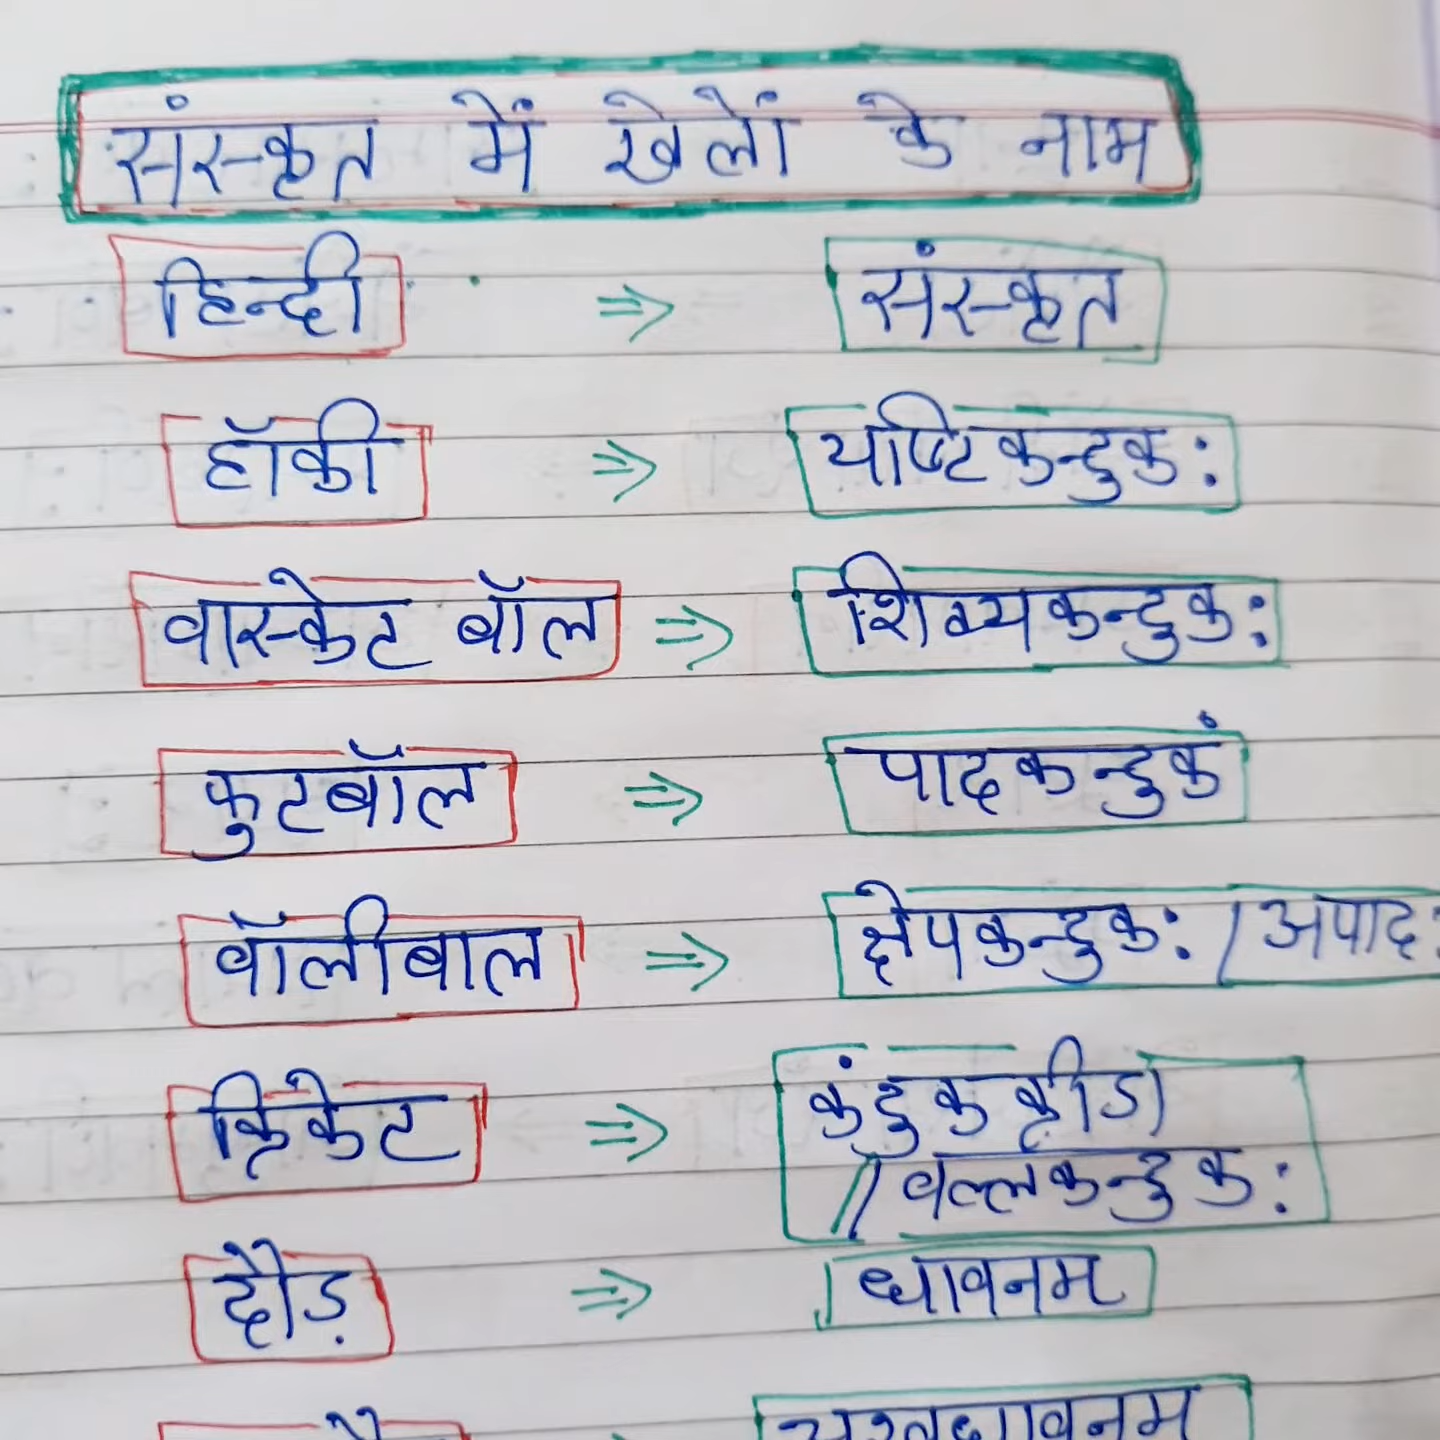 संस्कृत में खेलों के नाम
हिन्दी ⇒ संस्कृत
हॉकी ⇒ यष्टिकन्दुकः
वास्केट बॉल ⇒ शिव्यकन्दुकः
फुटबॉल ⇒ पादकन्दुकं
वॉलीबाल ⇒ क्षेपकन्दुकः / अपादः
क्रिकेट ⇒ कंदुक क्रीडा
// वल्लकन्दुकः
दौड़ ⇒ धावनम